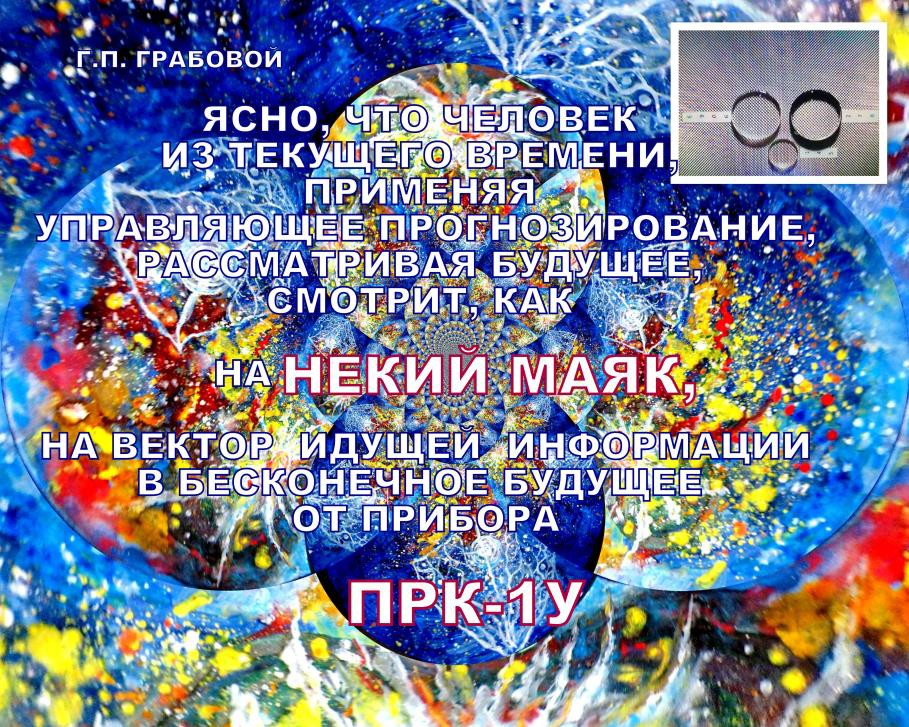 Г.П. ГРАБОВОЙ
ЯСНО, ЧТО ЧЕЛОВЕК
ИЗ ТЕКУЩЕГО ВРЕМЕНИ,
ПРИМЕНЯЯ
УПРАВЛЯЮЩЕЕ ПРОГНОЗИРОВАНИЕ,
РАССМАТРИВАЯ БУДУЩЕЕ,
СМОТРИТ, КАК
НА НЕКИЙ МАЯК,
НА ВЕКТОР ИДУЩЕЙ ИНФОРМАЦИИ
В БЕСКОНЕЧНОЕ БУДУЩЕЕ
ОТ ПРИБОРА
ПРК-1У